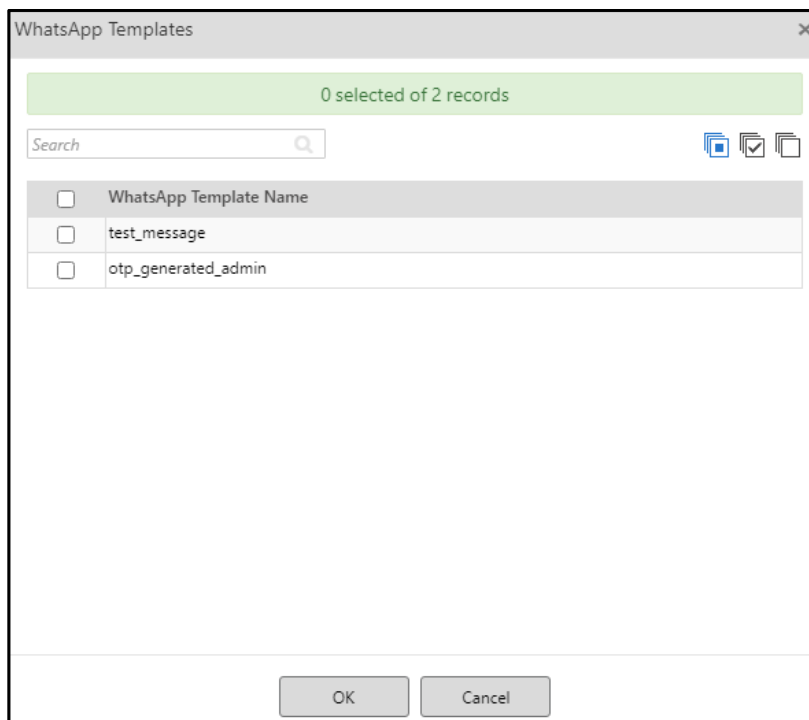 WhatsApp Templates
0 selected of 2 records
Search
WhatsApp Template Name
test_message
otp_generated_admin
OK Cancel